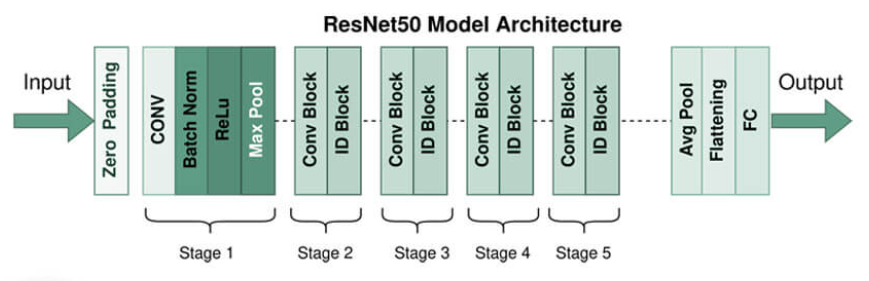 ResNet50 Model Architecture
Input
Zero Padding
CONV
Batch Norm
ReLu
Max Pool
Conv Block
ID Block
Conv Block
ID Block
Conv Block
ID Block
Conv Block
ID Block
Avg Pool
Flattening
FC
Output
Stage 1
Stage 2
Stage 3
Stage 4
Stage 5